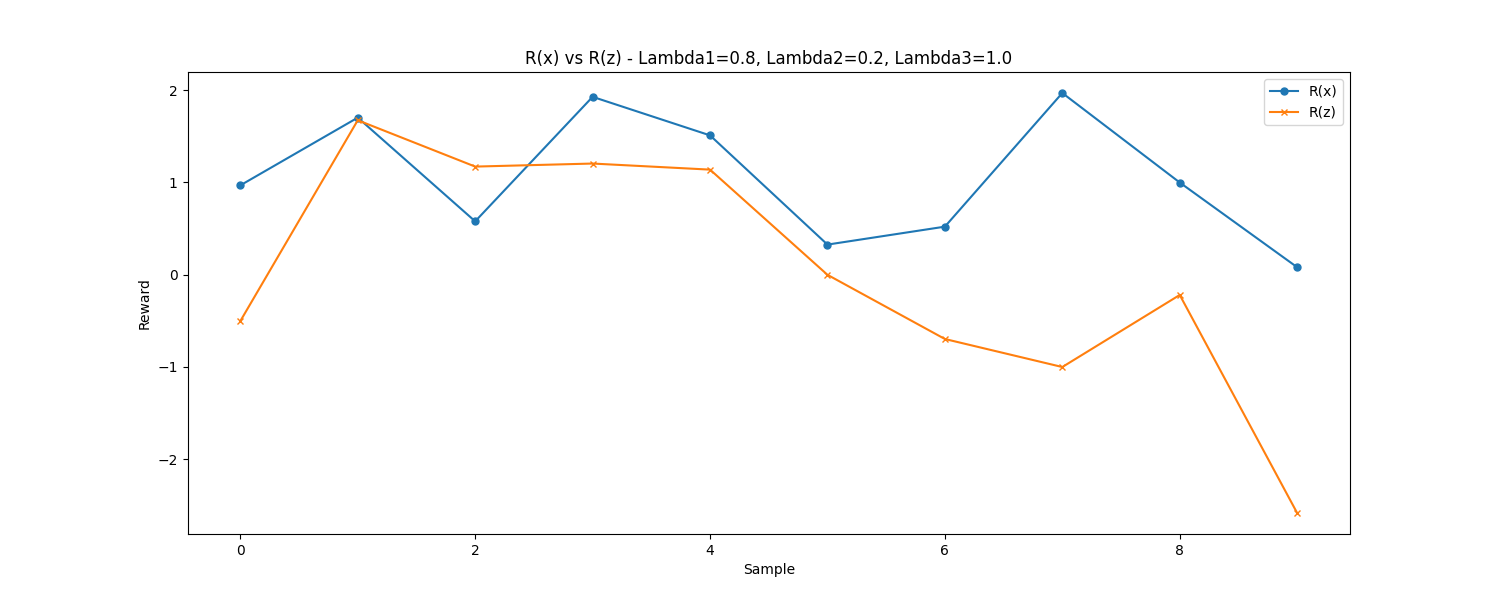 R(x) vs R(z) - Lambda1=0.8, Lambda2=0.2, Lambda3=1.0
R(x)
R(z)
2
1
0
−1
−2
Reward
0 2 4 6 8
Sample